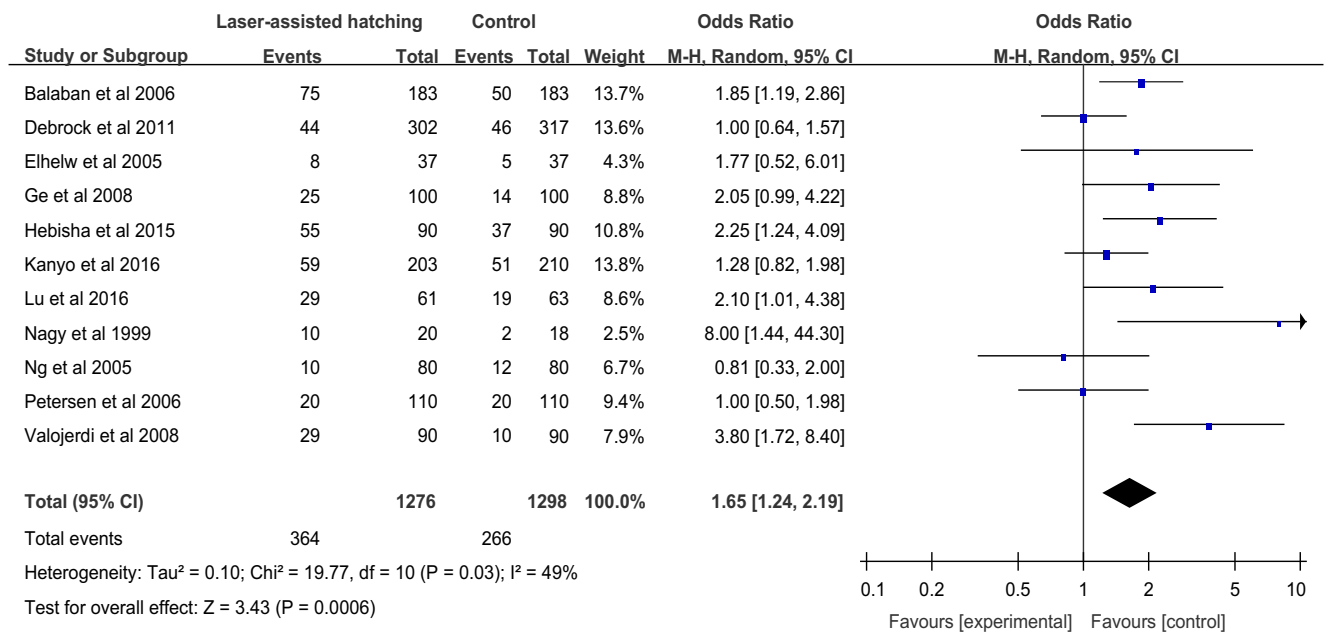 Laser-assisted hatching Control Odds Ratio Odds Ratio
Study or Subgroup Events Total Events Total Weight M-H, Random, 95% CI M-H, Random, 95% CI
Balaban et al 2006 75 183 50 183 13.7% 1.85 [1.19, 2.86]
Debrock et al 2011 44 302 46 317 13.6% 1.00 [0.64, 1.57]
Elhelw et al 2005 8 37 5 37 4.3% 1.77 [0.52, 6.01]
Ge et al 2008 25 100 14 100 8.8% 2.05 [0.99, 4.22]
Hebisha et al 2015 55 90 37 90 10.8% 2.25 [1.24, 4.09]
Kanyo et al 2016 59 203 51 210 13.8% 1.28 [0.82, 1.98]
Lu et al 2016 29 61 19 63 8.6% 2.10 [1.01, 4.38]
Nagy et al 1999 10 20 2 18 2.5% 8.00 [1.44, 44.30]
Ng et al 2005 10 80 12 80 6.7% 0.81 [0.33, 2.00]
Petersen et al 2006 20 110 20 110 9.4% 1.00 [0.50, 1.98]
Valojerdi et al 2008 29 90 10 90 7.9% 3.80 [1.72, 8.40]
Total (95% CI) 1276 1298 100.0% 1.65 [1.24, 2.19]
Total events 364 266
Heterogeneity: Tau² = 0.10; Chi² = 19.77, df = 10 (P = 0.03); I² = 49%
Test for overall effect: Z = 3.43 (P = 0.0006)
0.1 0.2 0.5 1 2 5 10
Favours [experimental] Favours [control]